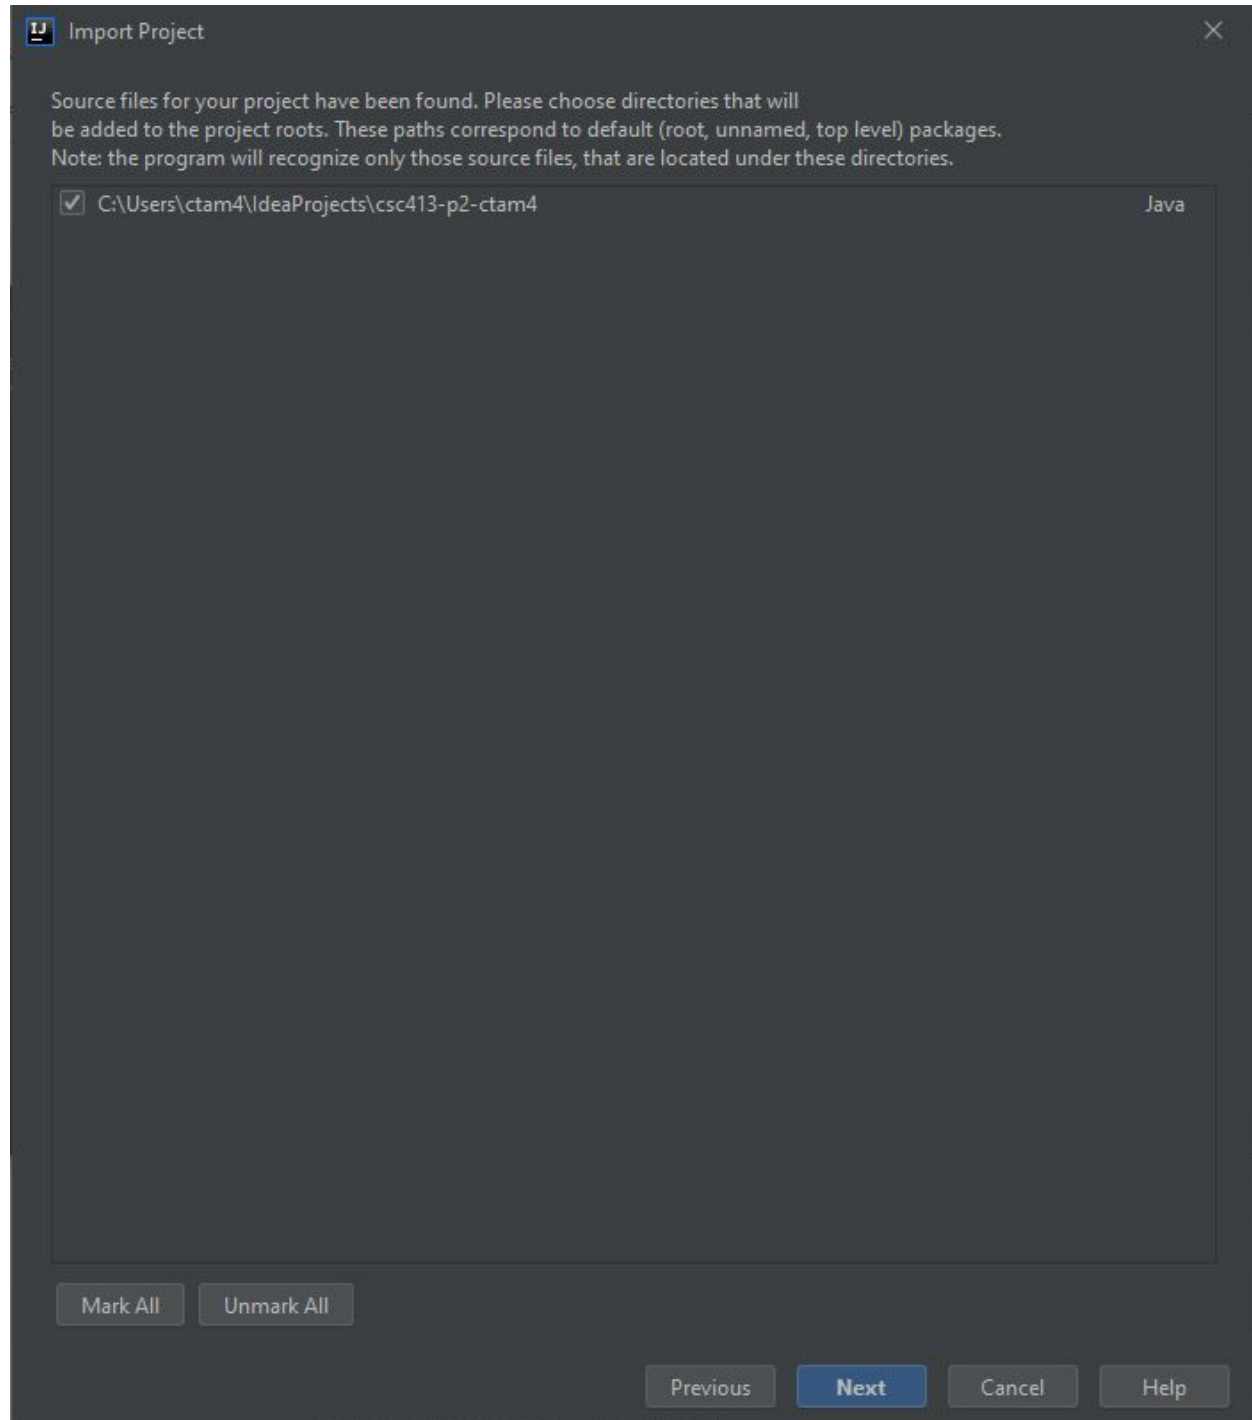 IJ Import Project
Source files for your project have been found. Please choose directories that will
be added to the project roots. These paths correspond to default (root, unnamed, top level) packages.
Note: the program will recognize only those source files, that are located under these directories.
C:\Users\ctam4\IdeaProjects\csc413-p2-ctam4 Java
Mark All Unmark All
Previous Next Cancel Help